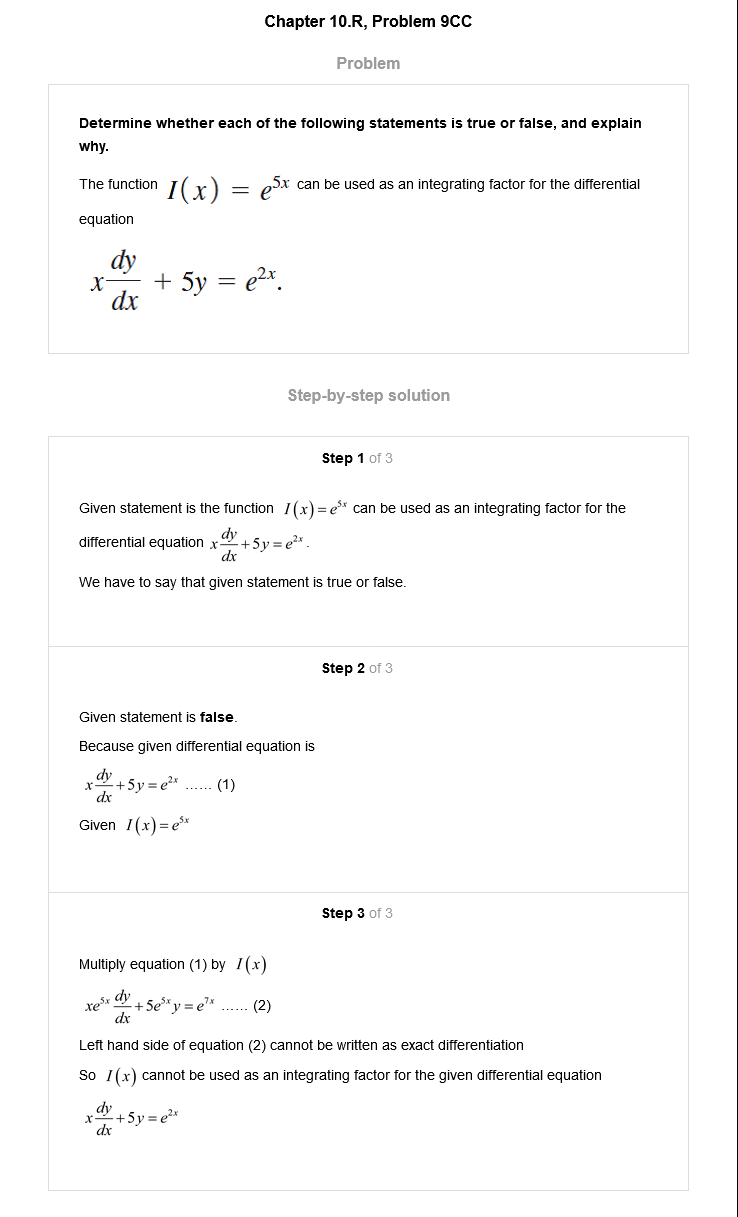 Chapter 10.R, Problem 9CC
Problem
Determine whether each of the following statements is true or false, and explain
why.
The function I(x) = e^{5x} can be used as an integrating factor for the differential
equation
x dy/dx + 5y = e^{2x}.
Step-by-step solution
Step 1 of 3
Given statement is the function I(x)=e^{5x} can be used as an integrating factor for the
differential equation x dy/dx +5y=e^{2x}.
We have to say that given statement is true or false.
Step 2 of 3
Given statement is false.
Because given differential equation is
x dy/dx +5y=e^{2x} ...... (1)
Given I(x)=e^{5x}
Step 3 of 3
Multiply equation (1) by I(x)
xe^{5x} dy/dx +5e^{5x}y=e^{7x} ...... (2)
Left hand side of equation (2) cannot be written as exact differentiation
So I(x) cannot be used as an integrating factor for the given differential equation
x dy/dx +5y=e^{2x}